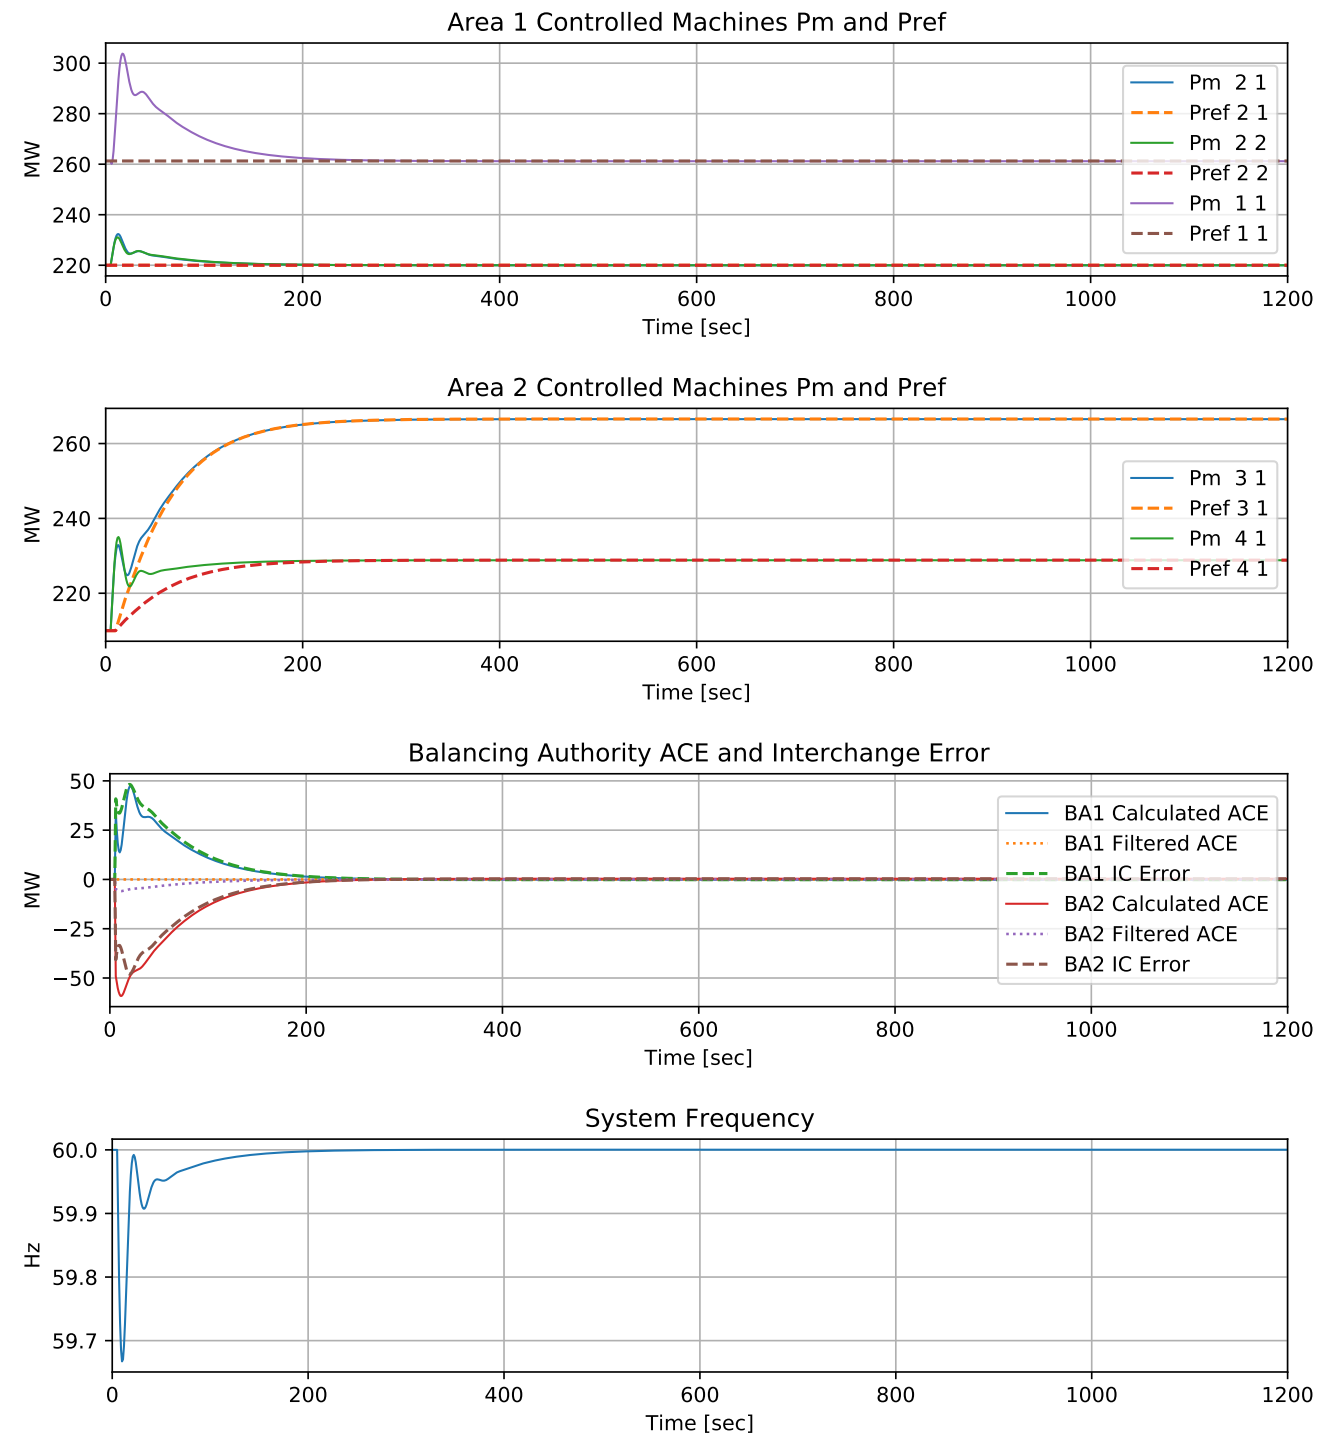 Area 1 Controlled Machines Pm and Pref
300
280
260
240
220
MW
Pm 2 1
Pref 2 1
Pm 2 2
Pref 2 2
Pm 1 1
Pref 1 1
0 200 400 600 800 1000 1200
Time [sec]
Area 2 Controlled Machines Pm and Pref
260
240
220
MW
Pm 3 1
Pref 3 1
Pm 4 1
Pref 4 1
0 200 400 600 800 1000 1200
Time [sec]
Balancing Authority ACE and Interchange Error
50
25
0
−25
−50
MW
BA1 Calculated ACE
BA1 Filtered ACE
BA1 IC Error
BA2 Calculated ACE
BA2 Filtered ACE
BA2 IC Error
0 200 400 600 800 1000 1200
Time [sec]
System Frequency
60.0
59.9
59.8
59.7
Hz
0 200 400 600 800 1000 1200
Time [sec]